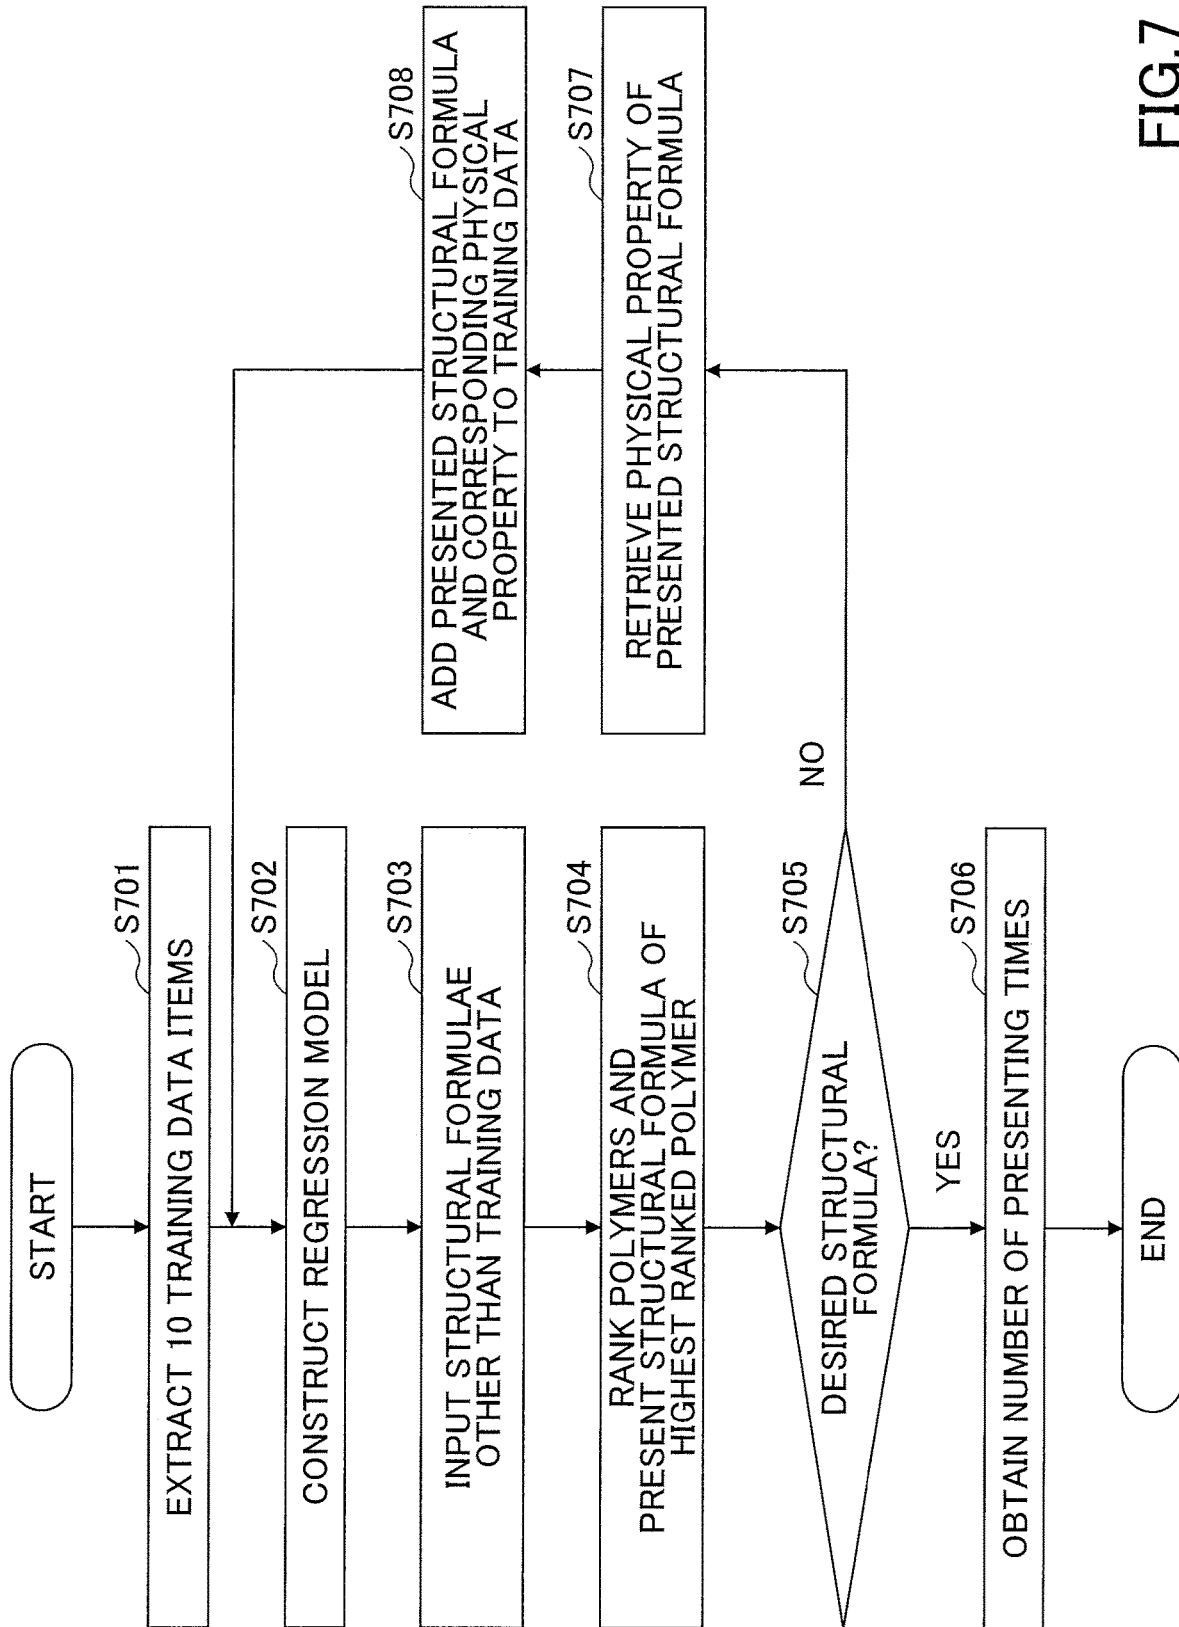 START
S701
EXTRACT 10 TRAINING DATA ITEMS
S702
CONSTRUCT REGRESSION MODEL
S703
INPUT STRUCTURAL FORMULAE
OTHER THAN TRAINING DATA
S704
RANK POLYMERS AND
PRESENT STRUCTURAL FORMULA OF
HIGHEST RANKED POLYMER
S705
DESIRED STRUCTURAL
FORMULA?
NO
YES
S706
OBTAIN NUMBER OF PRESENTING TIMES
END
S708
ADD PRESENTED STRUCTURAL FORMULA
AND CORRESPONDING PHYSICAL
PROPERTY TO TRAINING DATA
S707
RETRIEVE PHYSICAL PROPERTY OF
PRESENTED STRUCTURAL FORMULA
FIG.7